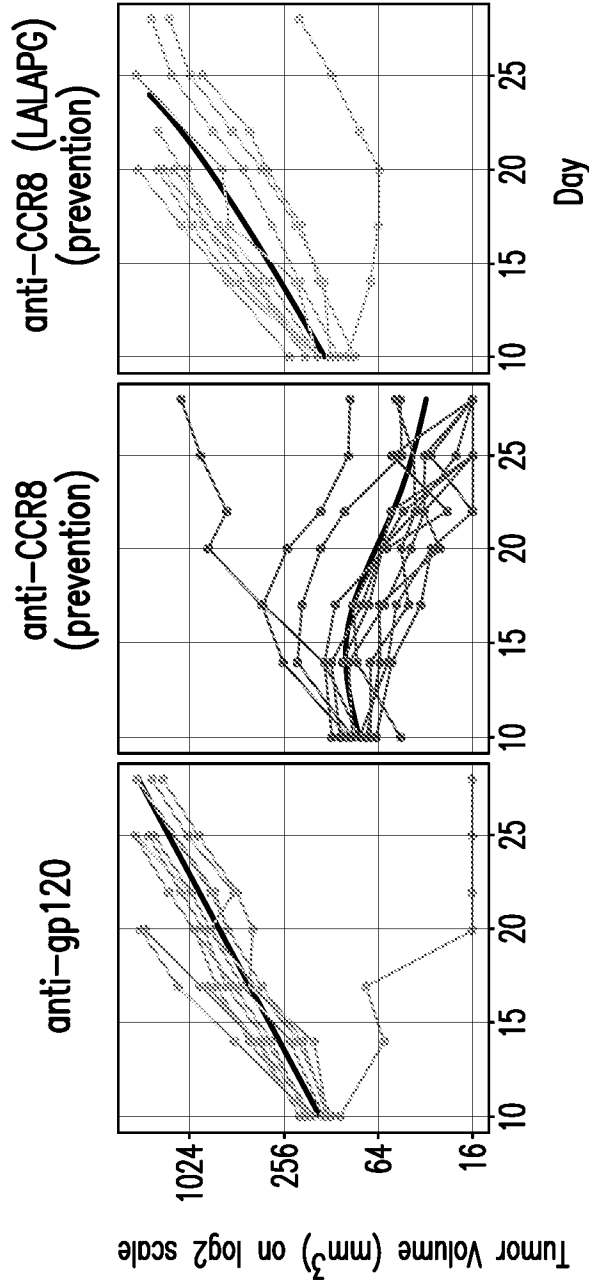 anti-gp120
anti-CCR8
(prevention)
anti-CCR8 (LALAPG)
(prevention)
Tumor Volume (mm³) on log2 scale
1024
256
64
16
10 15 20 25
10 15 20 25
10 15 20 25
Day